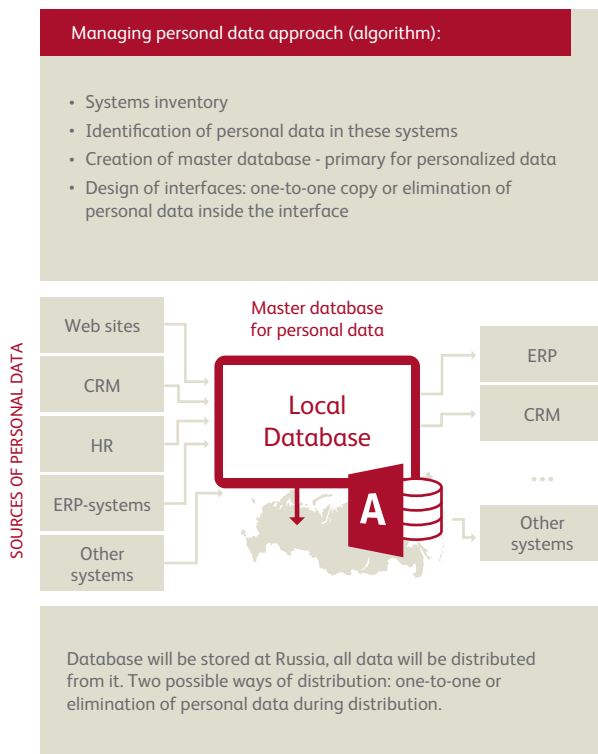 Managing personal data approach (algorithm):
• Systems inventory
• Identification of personal data in these systems
• Creation of master database - primary for personalized data
• Design of interfaces: one-to-one copy or elimination of
personal data inside the interface
SOURCES OF PERSONAL DATA
Web sites
CRM
HR
ERP-systems
Other
systems
Master database
for personal data
Local
Database
A
ERP
CRM
...
Other
systems
Database will be stored at Russia, all data will be distributed
from it. Two possible ways of distribution: one-to-one or
elimination of personal data during distribution.